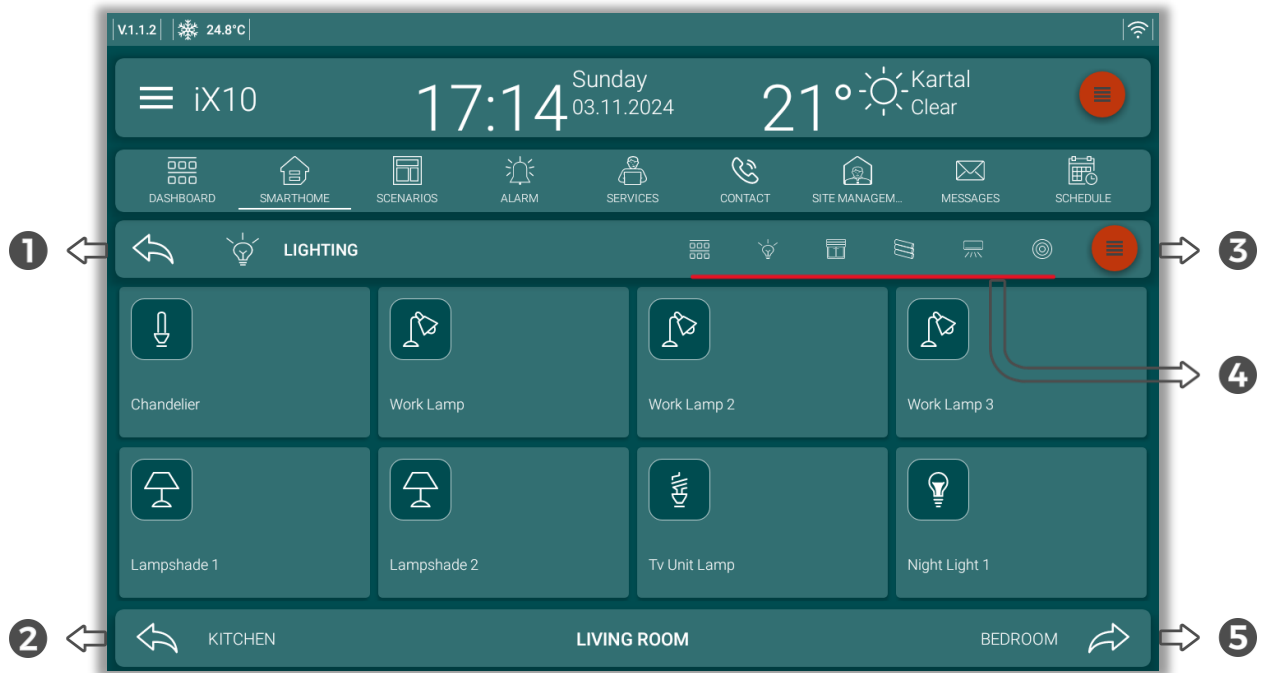 V.1.1.2 24.8°C
iX10 17:14 Sunday 03.11.2024 21° Kartal Clear
DASHBOARD SMARTHOME SCENARIOS ALARM SERVICES CONTACT SITE MANAGEM... MESSAGES SCHEDULE
1 LIGHTING 3
4
Chandelier Work Lamp Work Lamp 2 Work Lamp 3
Lampshade 1 Lampshade 2 Tv Unit Lamp Night Light 1
2 KITCHEN LIVING ROOM BEDROOM 5